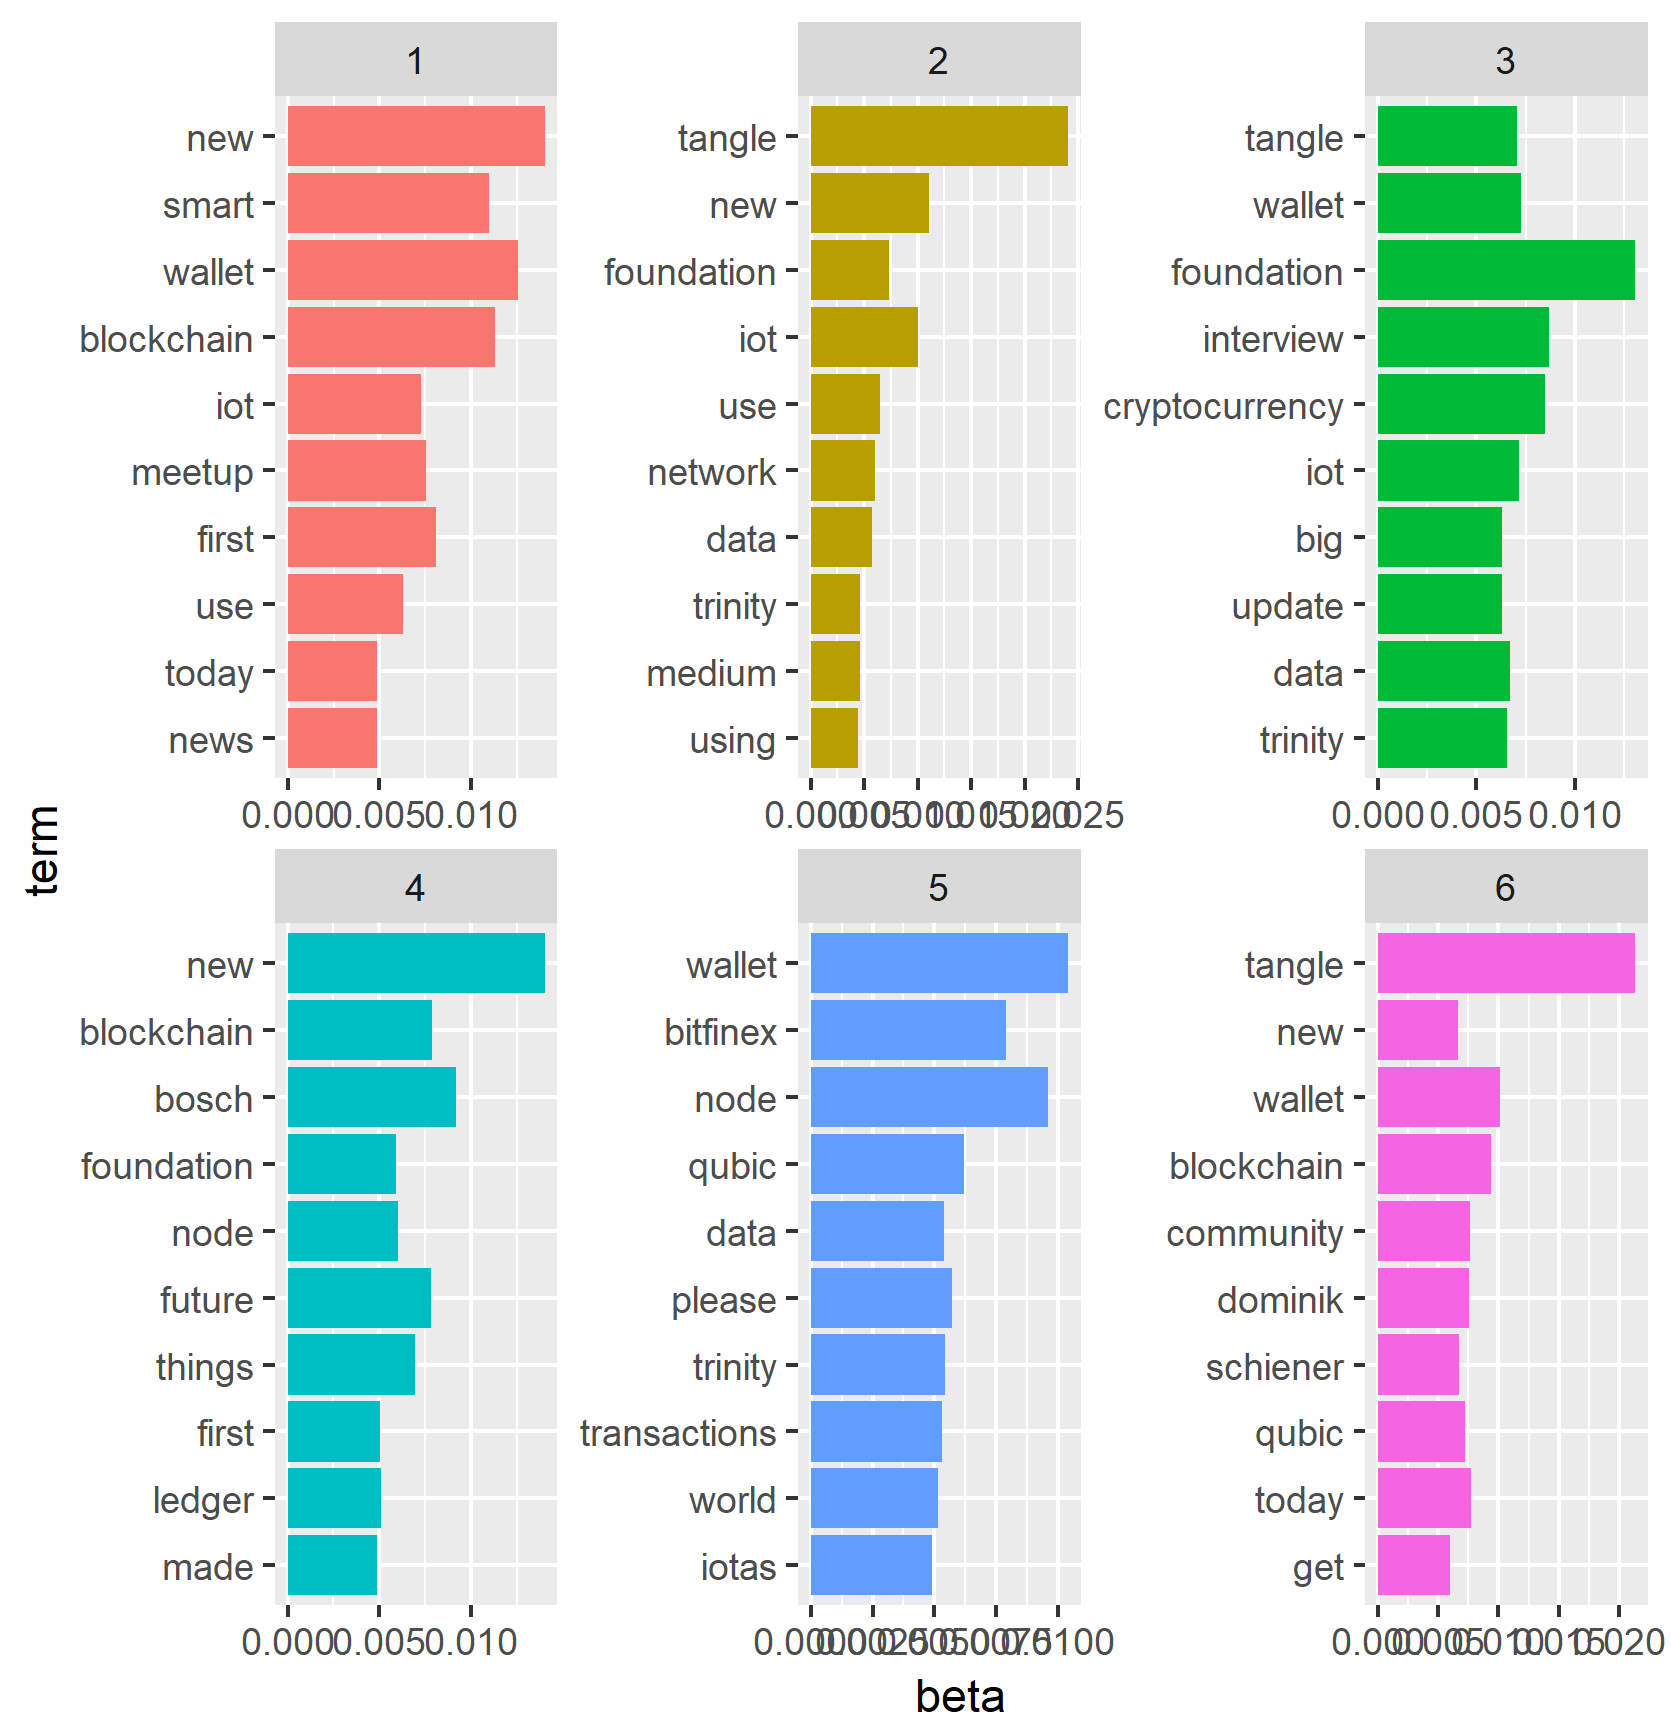 1
new
smart
wallet
blockchain
iot
meetup
first
use
today
news
0.000 0.005 0.010
2
tangle
new
foundation
iot
use
network
data
trinity
medium
using
0.000 0.005 0.010 0.015 0.020 0.025
3
tangle
wallet
foundation
interview
cryptocurrency
iot
big
update
data
trinity
0.000 0.005 0.010
term
4
new
blockchain
bosch
foundation
node
future
things
first
ledger
made
0.000 0.005 0.010
5
wallet
bitfinex
node
qubic
data
please
trinity
transactions
world
iotas
0.0000 0.0025 0.0050 0.0075 0.0100
6
tangle
new
wallet
blockchain
community
dominik
schiener
qubic
today
get
0.000 0.005 0.010 0.015 0.020
beta